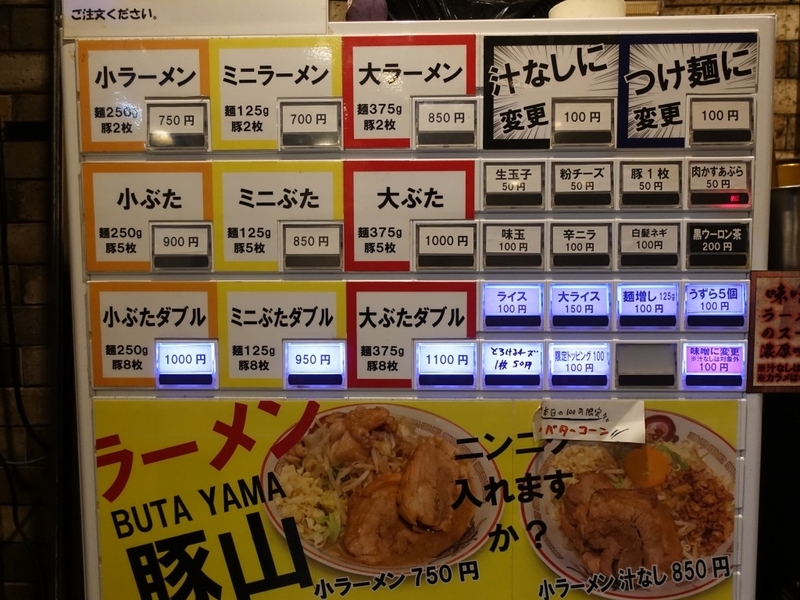 ご注文ください。
小ラーメン
麺250g
豚2枚
750円
ミニラーメン
麺125g
豚2枚
700円
大ラーメン
麺375g
豚2枚
850円
汁なしに
変更
100円
つけ麺に
変更
100円
小ぶた
麺250g
豚5枚
900円
ミニぶた
麺125g
豚5枚
850円
大ぶた
麺375g
豚5枚
1000円
生玉子
50円
粉チーズ
50円
豚1枚
50円
肉かすあぶら
50円
味玉
100円
辛ニラ
100円
白髪ネギ
100円
黒ウーロン茶
200円
小ぶたダブル
麺250g
豚8枚
1000円
ミニぶたダブル
麺125g
豚8枚
950円
大ぶたダブル
麺375g
豚8枚
1100円
ライス
100円
大ライス
150円
麺増し125g
100円
うずら5個
100円
とろけるチーズ
1枚50円
限定トッピング100
味噌に変更
※汁なしは対象外
100円
ラーメン
BUTA YAMA
豚山
小ラーメン 750円
ニンニク
入れます
か?
本日の100円限定は
バターコーン!!
小ラーメン 汁なし 850円